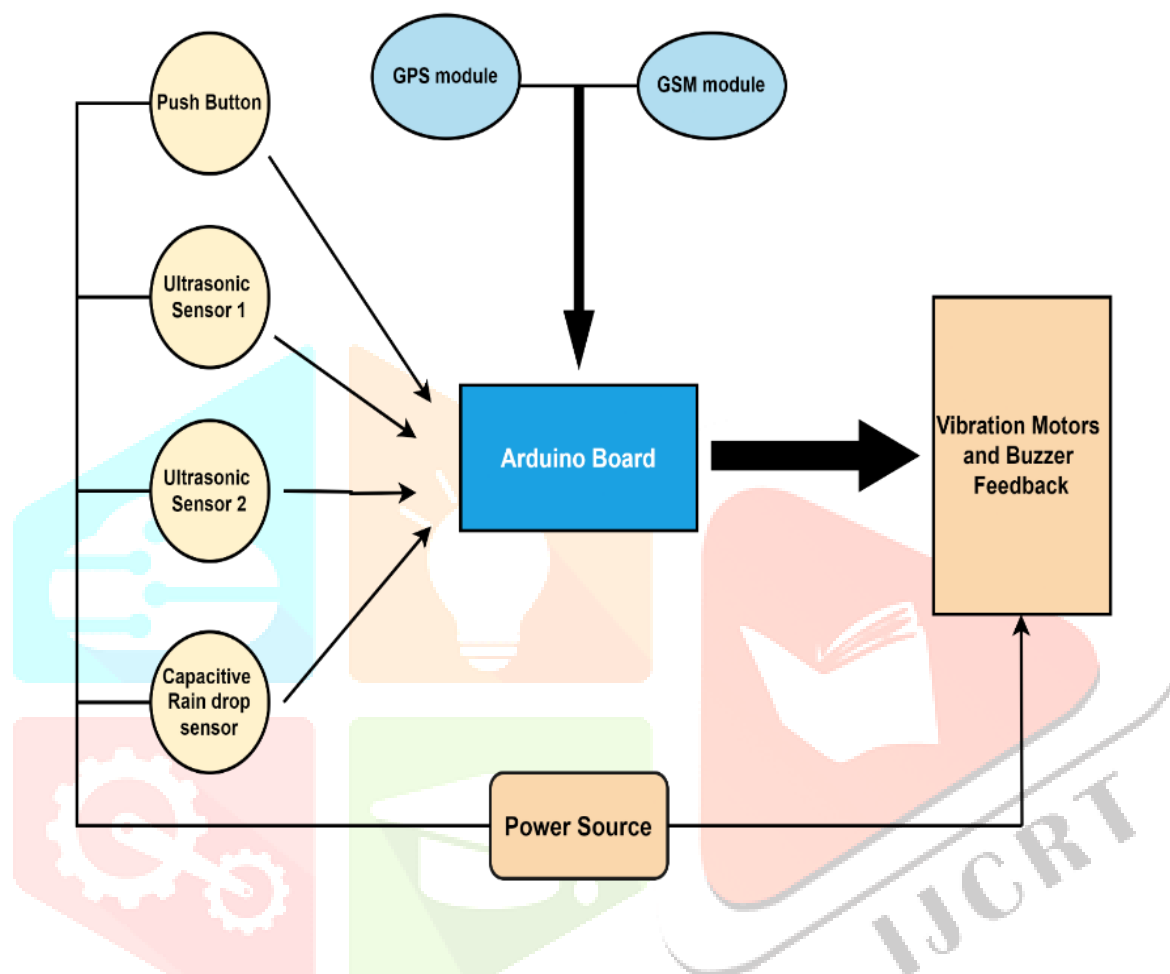 Push Button
GPS module
GSM module
Ultrasonic
Sensor 1
Ultrasonic
Sensor 2
Capacitive
Rain drop
sensor
Arduino Board
Vibration Motors
and Buzzer
Feedback
Power Source
IJCRT